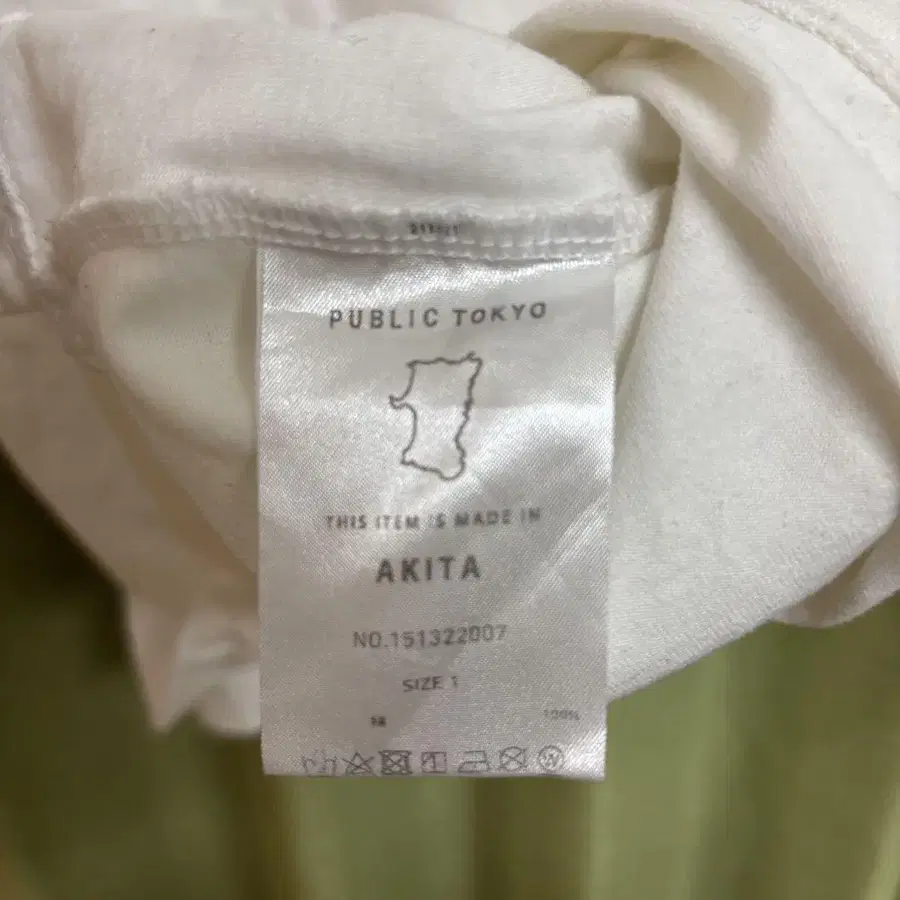 PUBLIC TOKYO
THIS ITEM IS MADE IN
AKITA
NO.151322007
SIZE 1
100%